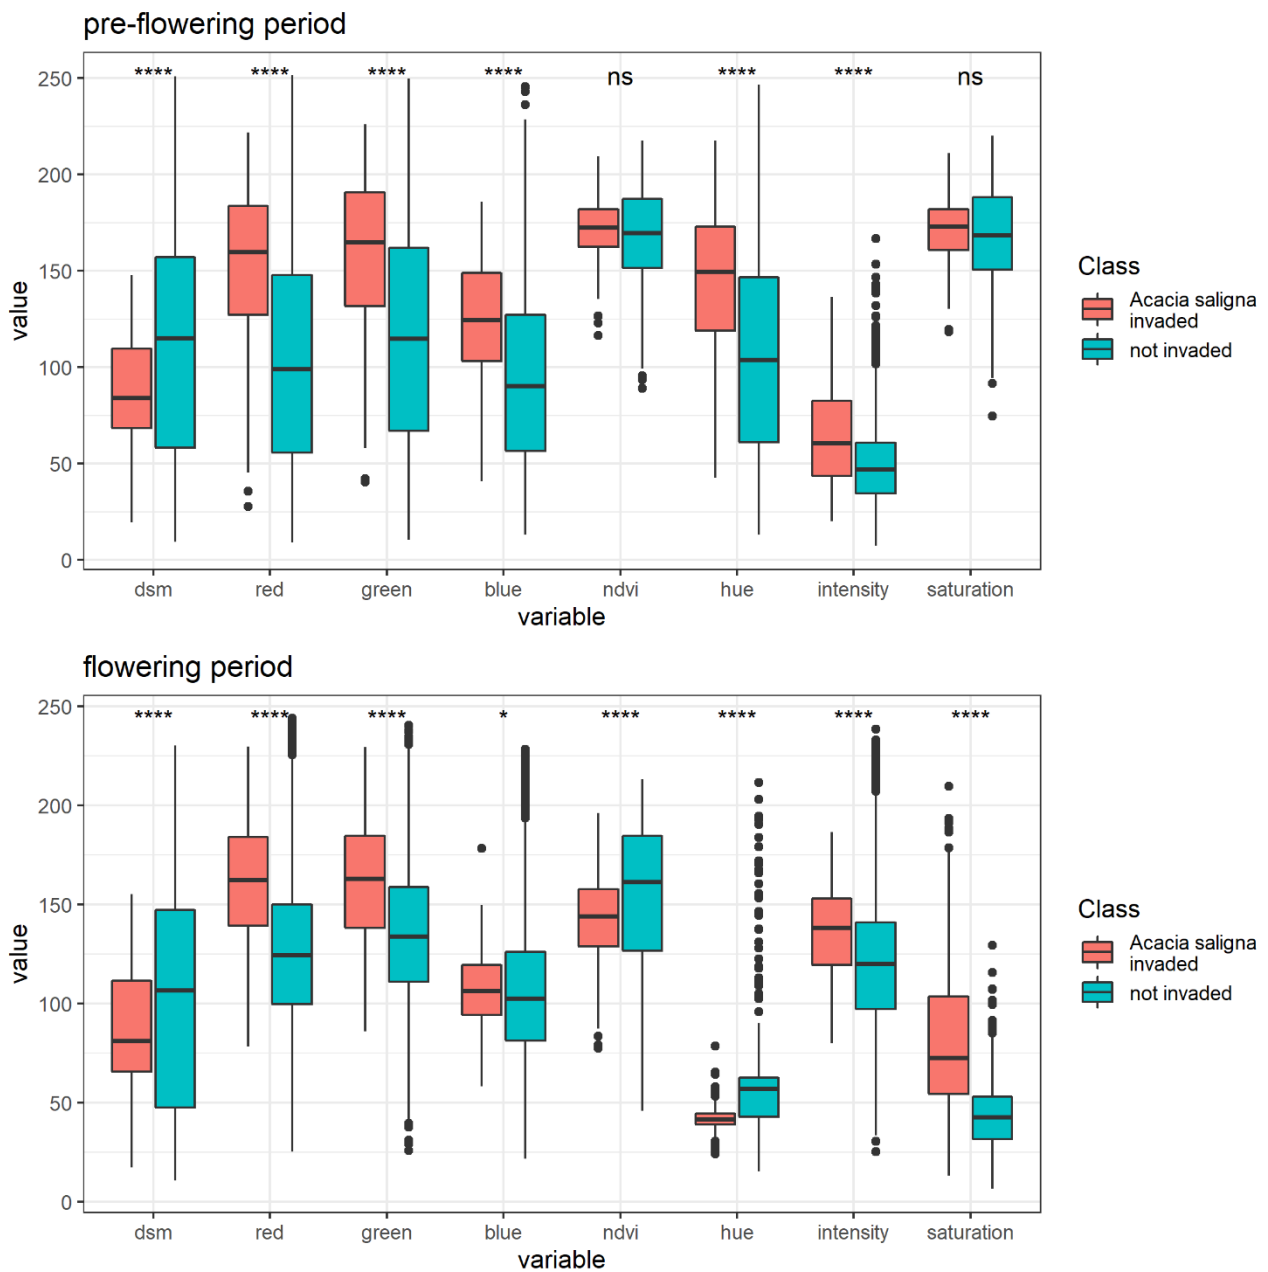 pre-flowering period
**** **** **** **** ns **** **** ns
250
200
150
100
50
0
value
dsm red green blue ndvi hue intensity saturation
variable
Class
Acacia saligna
invaded
not invaded
flowering period
**** **** **** * **** **** **** ****
250
200
150
100
50
0
value
dsm red green blue ndvi hue intensity saturation
variable
Class
Acacia saligna
invaded
not invaded